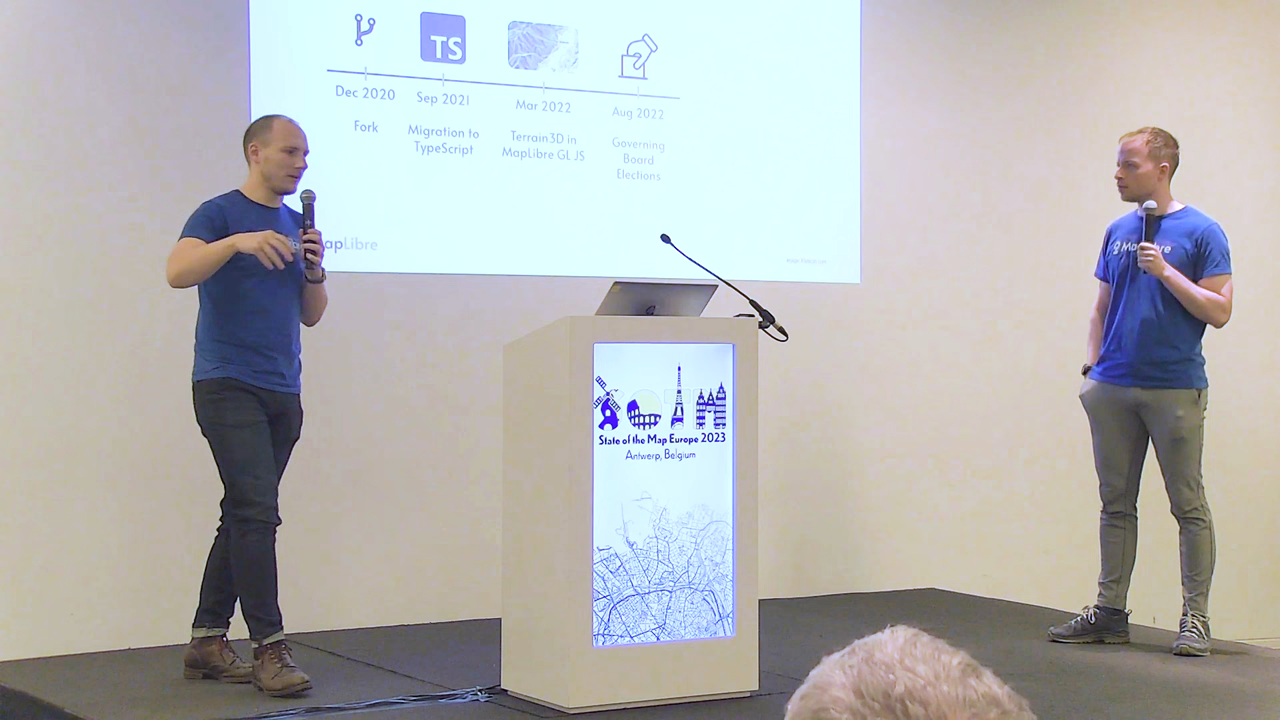 TS
Dec 2020
Sep 2021
Mar 2022
Aug 2022
Fork
Migration to
TypeScript
Terrain3D in
MapLibre GL JS
Governing
Board
Elections
apLibre
MapLibre
SOTM
State of the Map Europe 2023
Antwerp, Belgium